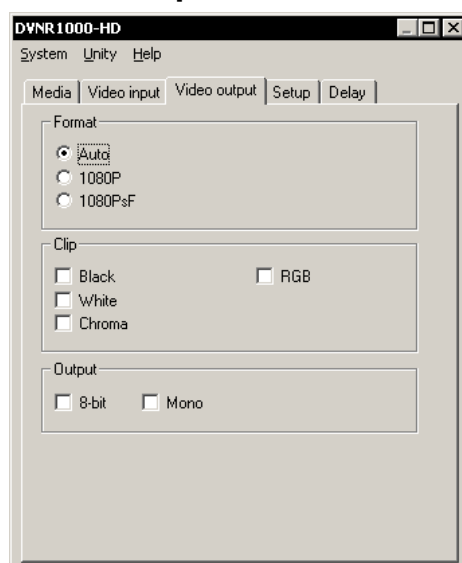 DVNR1000-HD
System Unity Help
Media Video input Video output Setup Delay
Format
Auto
1080P
1080PsF
Clip
Black RGB
White
Chroma
Output
8-bit Mono